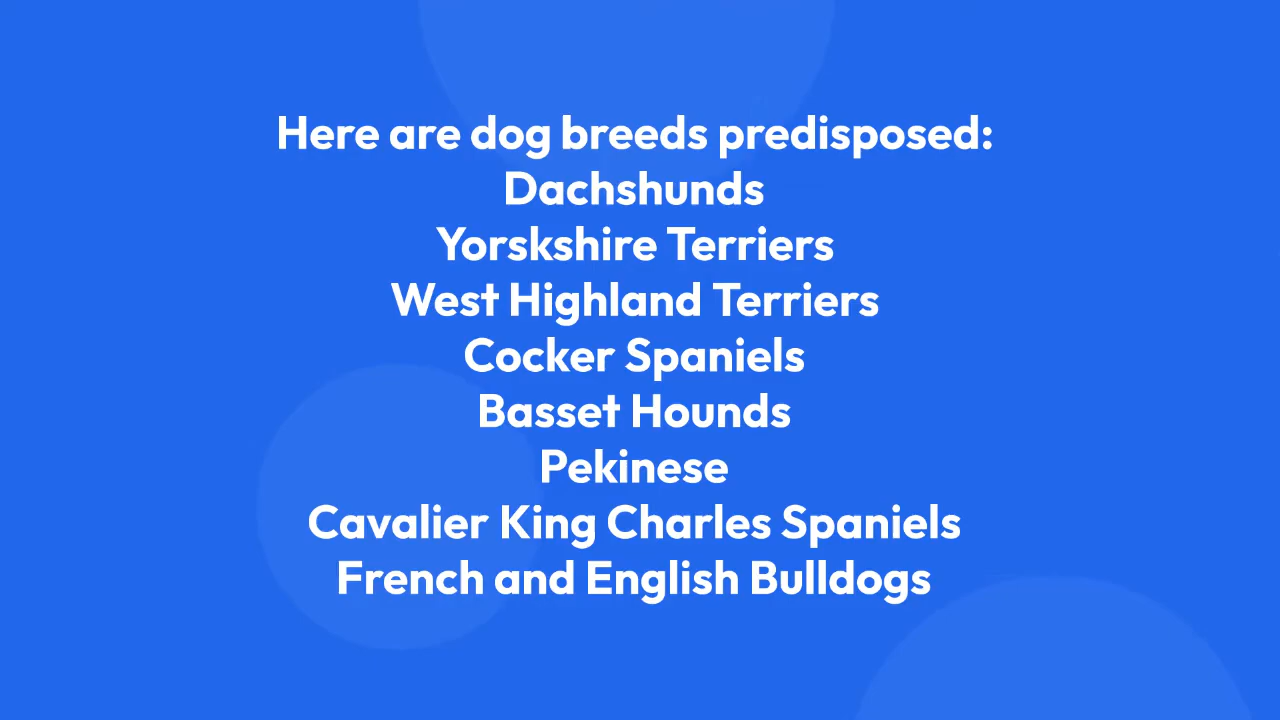 Here are dog breeds predisposed:
Dachshunds
Yorskshire Terriers
West Highland Terriers
Cocker Spaniels
Basset Hounds
Pekinese
Cavalier King Charles Spaniels
French and English Bulldogs